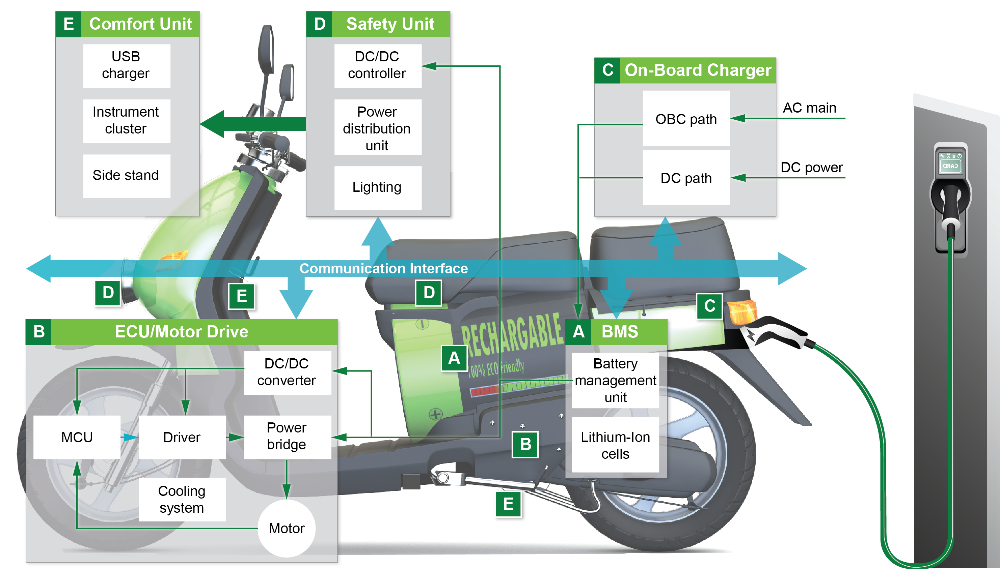 E Comfort Unit
USB
charger
Instrument
cluster
Side stand
D Safety Unit
DC/DC
controller
Power
distribution
unit
Lighting
C On-Board Charger
OBC path
AC main
DC path
DC power
CARD
Communication Interface
D
E
D
C
B ECU/Motor Drive
DC/DC
converter
MCU
Driver
Power
bridge
Cooling
system
Motor
A
RECHARGABLE
100% ECO Friendly
A BMS
Battery
management
unit
Lithium-Ion
cells
B
E